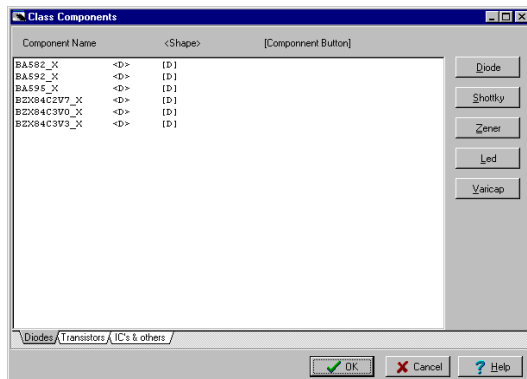 Class Components
Component Name <Shape> [Componnent Button]
BA582_X <D> [D]
BA592_X <D> [D]
BA595_X <D> [D]
BZX84C2V7_X <D> [D]
BZX84C3V0_X <D> [D]
BZX84C3V3_X <D> [D]
Diode
Shottky
Zener
Led
Varicap
Diodes Transistors IC's & others
OK Cancel ? Help